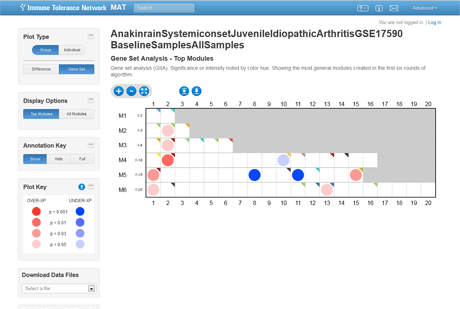 Immune Tolerance Network MAT
Search
Advanced
You are not logged in | Log in
Plot Type
Group Individual
Difference Gene Set
Display Options
Top Modules All Modules
Annotation Key
Show Hide Full
Plot Key
OVER-XP UNDER-XP
p < 0.001
p < 0.01
p < 0.03
p < 0.05
Download Data Files
Select a file:
AnakinrainSystemiconsetJuvenileIdiopathicArthritisGSE17590
BaselineSamplesAllSamples
Gene Set Analysis - Top Modules
Gene set analysis (GSA). Significance or intensity noted by color hue. Showing the most general modules created in the first six rounds of
algorithm.
1 2 3 4 5 6 7 8 9 10 11 12 13 14 15 16 17 18 19 20
M1
M2
M3
M4
M5
M6
1 2 3 4 5 6 7 8 9 10 11 12 13 14 15 16 17 18 19 20